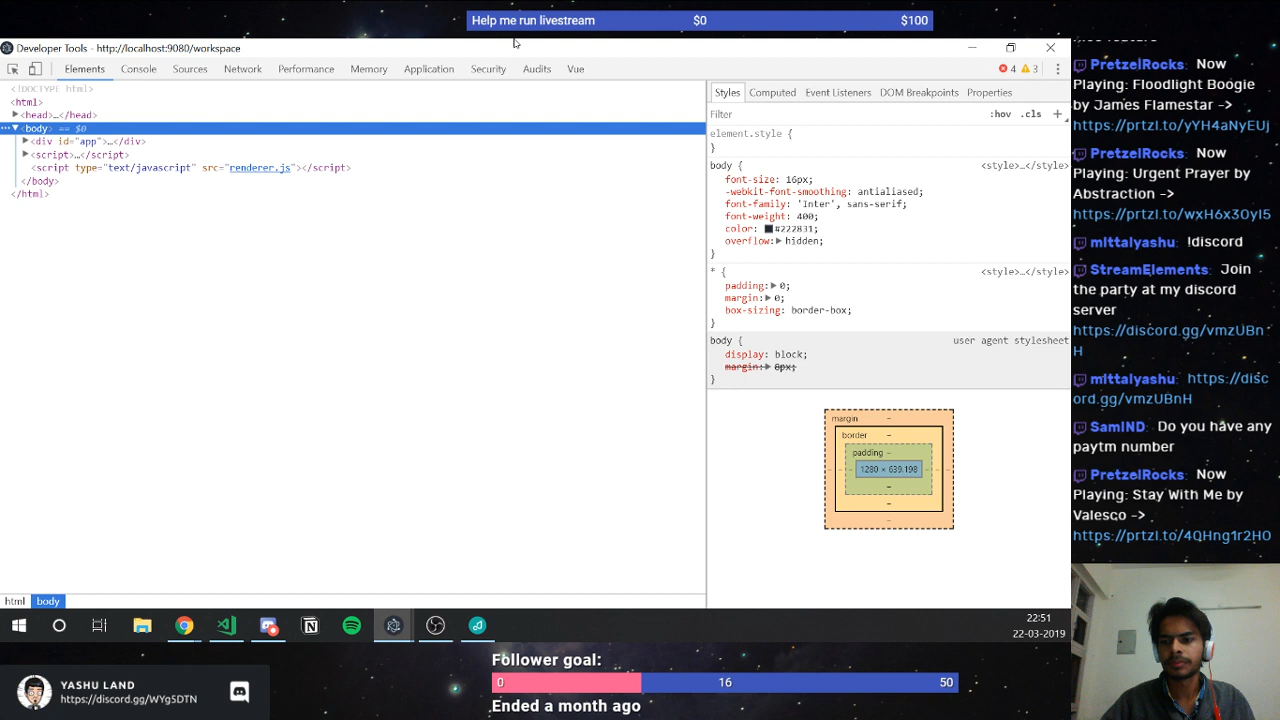 Help me run livestream $0 $100
Developer Tools - http://localhost:9080/workspace
Elements Console Sources Network Performance Memory Application Security Audits Vue 4 3
<!DOCTYPE html>
<html>
<head>…</head>
<body> == $0
<div id="app">…</div>
<script>…</script>
<script type="text/javascript" src="renderer.js"></script>
</body>
</html>
html body
Styles Computed Event Listeners DOM Breakpoints Properties
Filter :hov .cls +
element.style {
}
body { <style>…</style>
font-size: 16px;
-webkit-font-smoothing: antialiased;
font-family: 'Inter', sans-serif;
font-weight: 400;
color: #222831;
overflow: hidden;
}
* { <style>…</style>
padding: 0;
margin: 0;
box-sizing: border-box;
}
body { user agent stylesheet
display: block;
margin: 8px;
}
margin -
border -
padding -
1280 × 639.198
PretzelRocks: Now
Playing: Floodlight Boogie
by James Flamestar ->
https://prtzl.to/yYH4aNyEUj
PretzelRocks: Now
Playing: Urgent Prayer by
Abstraction ->
https://prtzl.to/wxH6x3OyI5
mittalyashu: !discord
StreamElements: Join
the party at my discord
server
https://discord.gg/vmzUBn
H
mittalyashu: https://disc
ord.gg/vmzUBnH
SamIND: Do you have any
paytm number
PretzelRocks: Now
Playing: Stay With Me by
Valesco ->
https://prtzl.to/4QHng1r2HO
22:51
22-03-2019
YASHU LAND
https://discord.gg/WYg5DTN
Follower goal:
0 16 50
Ended a month ago